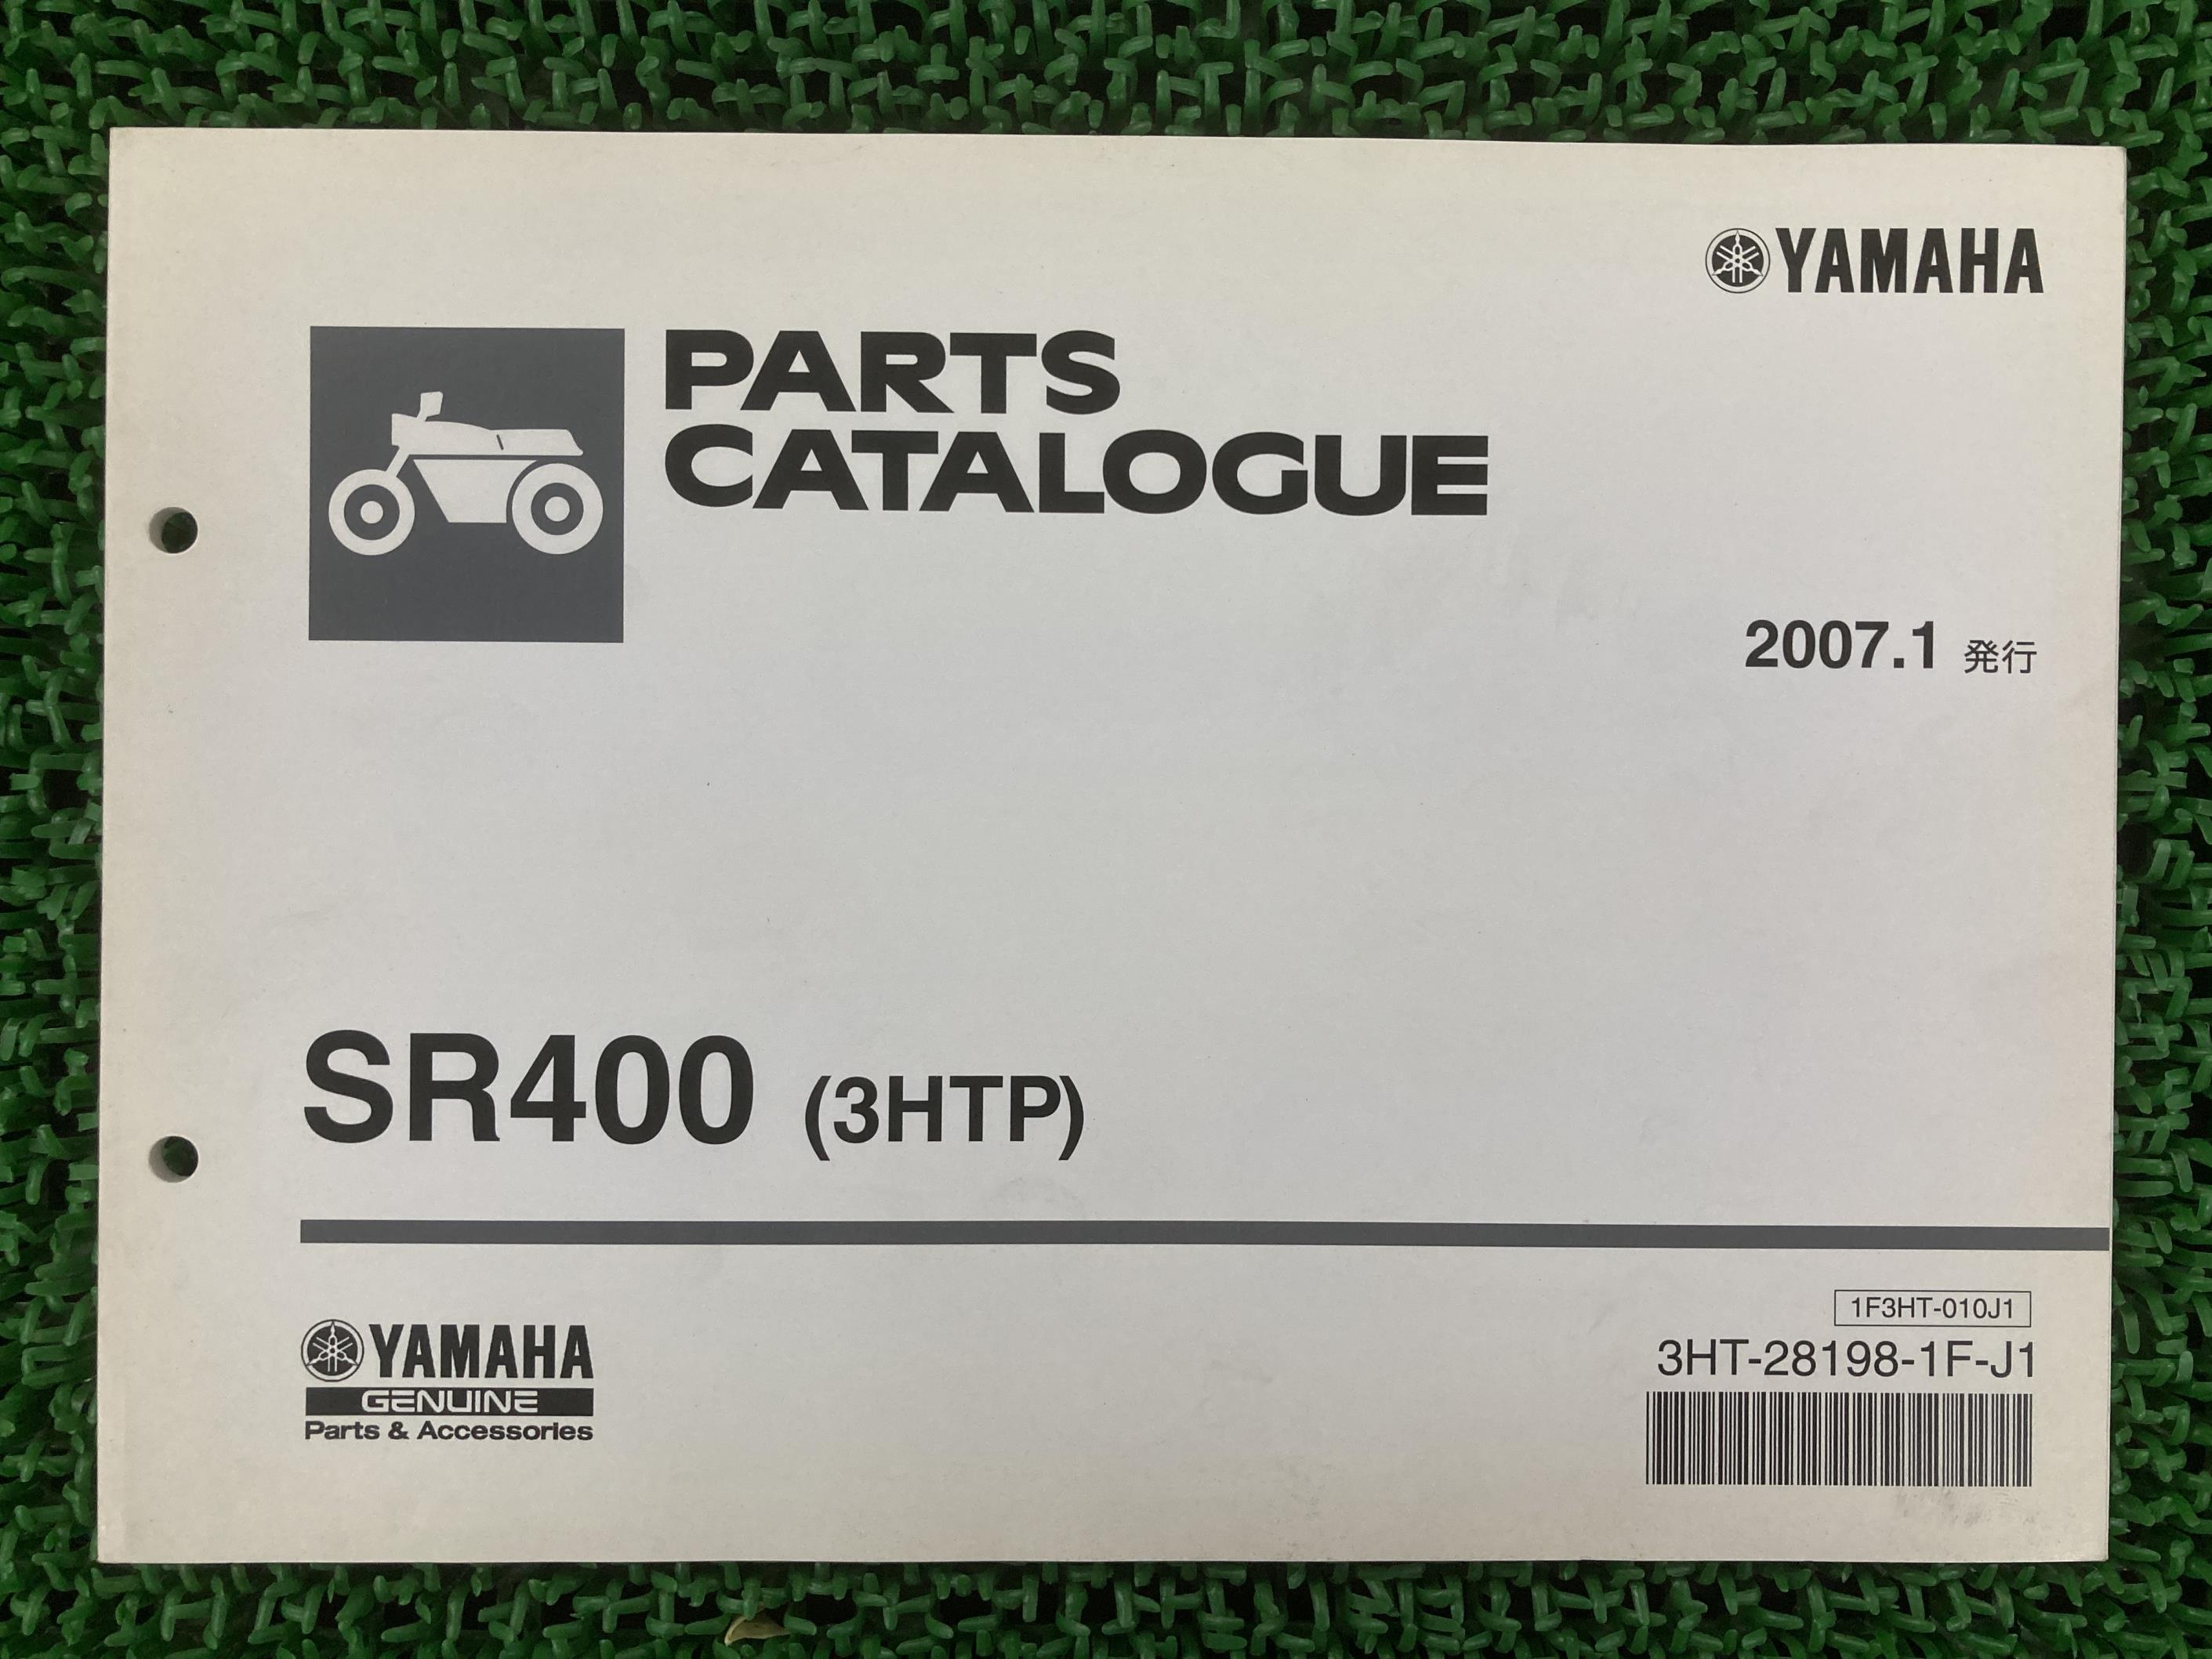 YAMAHA
PARTS
CATALOGUE
2007.1 発行
SR400 (3HTP)
YAMAHA
GENUINE
Parts & Accessories
1F3HT-010J1
3HT-28198-1F-J1